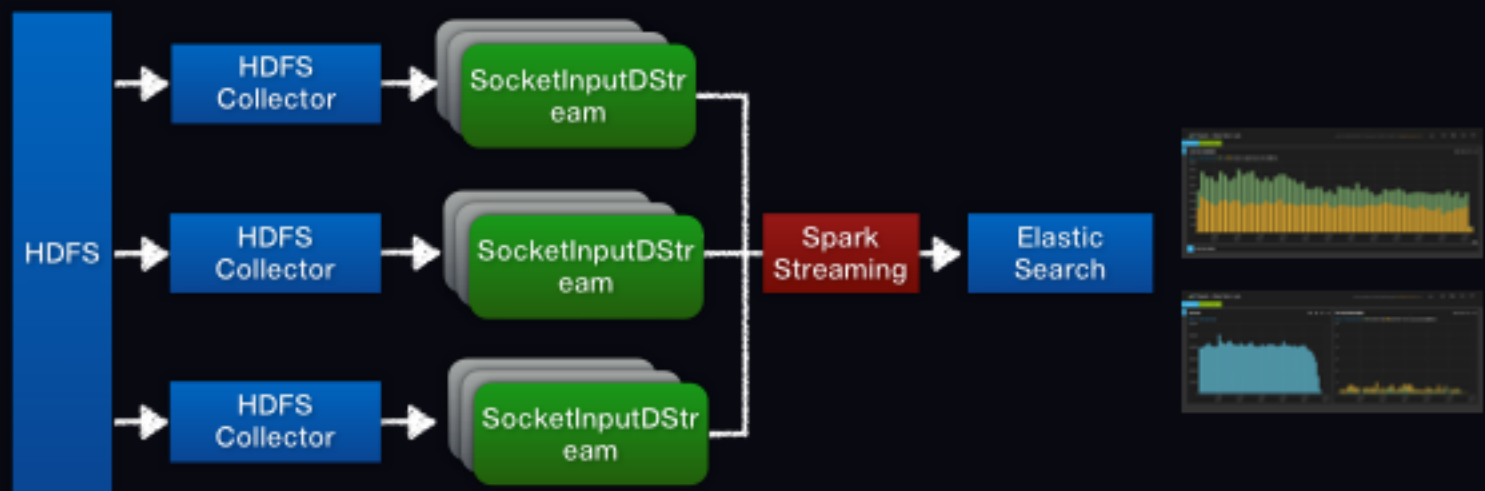 HDFS
HDFS
Collector
SocketInputDStr
eam
HDFS
Collector
SocketInputDStr
eam
HDFS
Collector
SocketInputDStr
eam
Spark
Streaming
Elastic
Search